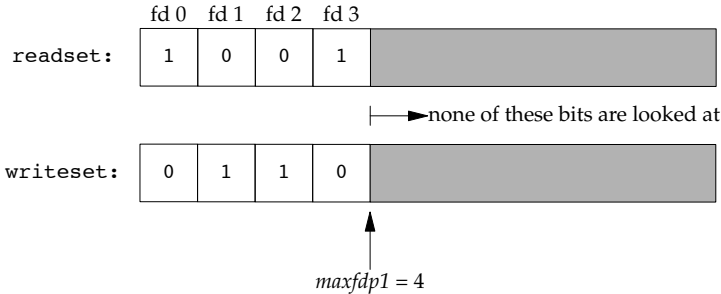 fd 0 fd 1 fd 2 fd 3
readset: 1 0 0 1
none of these bits are looked at
writeset: 0 1 1 0
maxfdp1 = 4